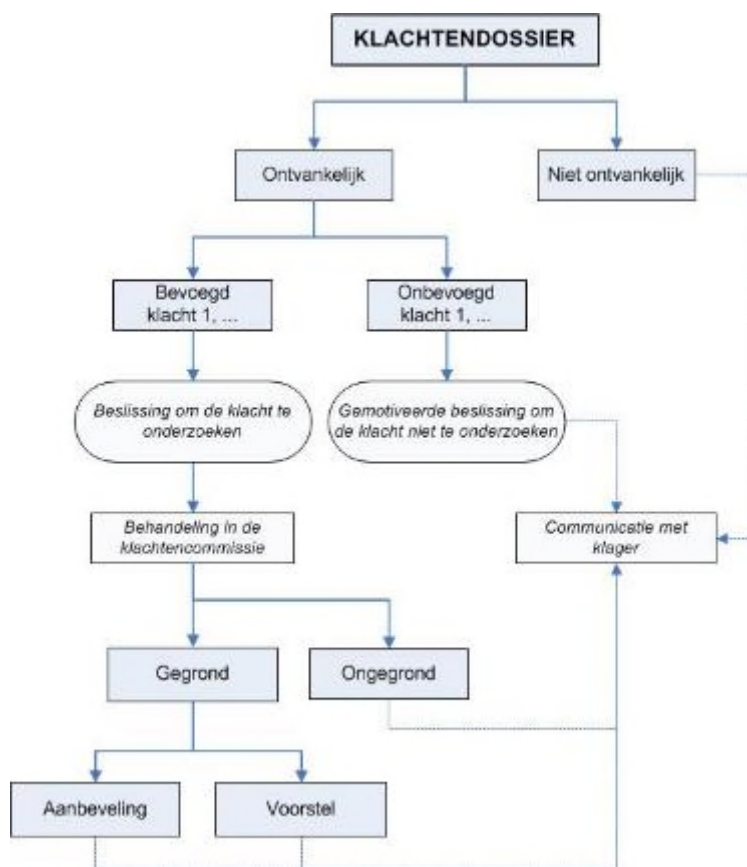 KLACHTENDOSSIER
Ontvankelijk
Niet ontvankelijk
Bevoegd
klacht 1, ...
Onbevoegd
klacht 1, ...
Beslissing om de klacht te
onderzoeken
Gemotiveerde beslissing om
de klacht niet te onderzoeken
Behandeling in de
klachtencommissie
Communicatie met
klager
Gegrond
Ongegrond
Aanbeveling
Voorstel